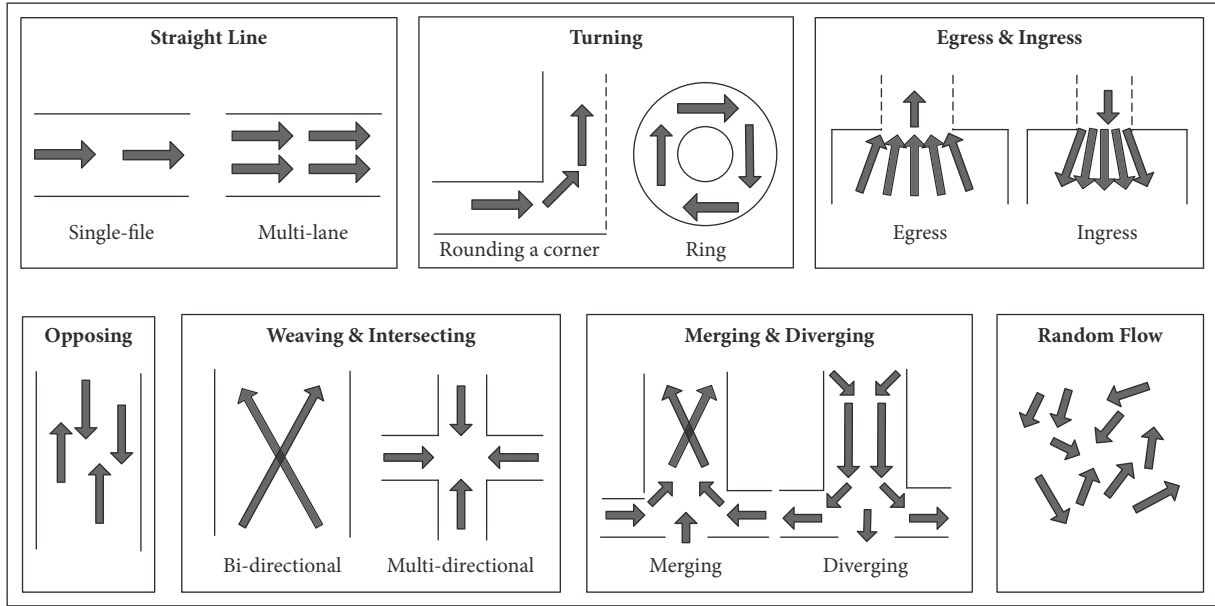 Straight Line
Single-file
Multi-lane
Turning
Rounding a corner
Ring
Egress & Ingress
Egress
Ingress
Opposing
Weaving & Intersecting
Bi-directional
Multi-directional
Merging & Diverging
Merging
Diverging
Random Flow